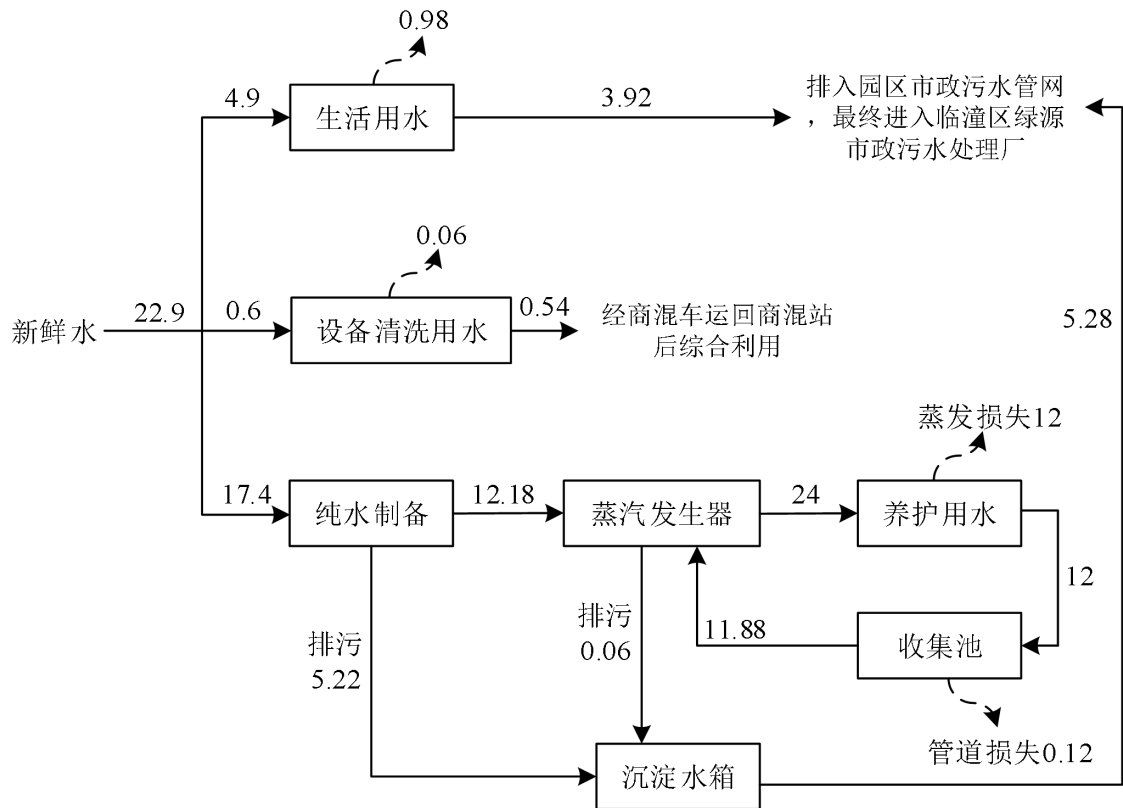 0.98
4.9
生活用水
3.92
排入园区市政污水管网
，最终进入临潼区绿源
市政污水处理厂
0.06
新鲜水
22.9
0.6
设备清洗用水
0.54
经商混车运回商混站
后综合利用
5.28
蒸发损失12
17.4
纯水制备
12.18
蒸汽发生器
24
养护用水
12
排污
5.22
排污
0.06
11.88
收集池
管道损失0.12
沉淀水箱